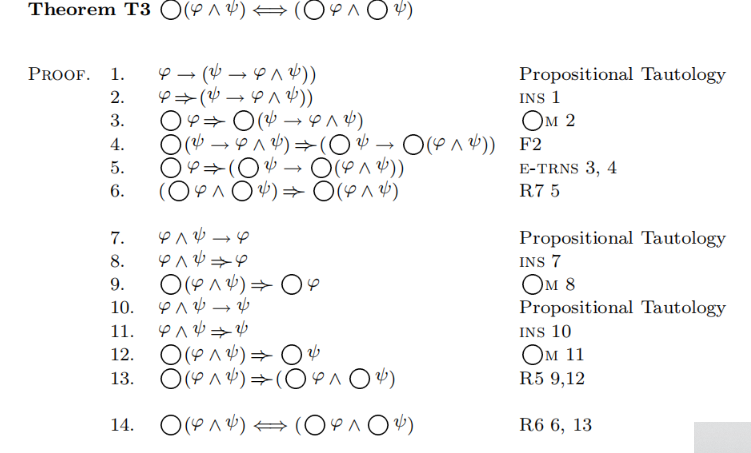 Theorem T3 ◯(φ ∧ ψ) ⟺ (◯φ ∧ ◯ψ)
PROOF. 1. φ → (ψ → φ ∧ ψ)) Propositional Tautology
2. φ ⇒ (ψ → φ ∧ ψ)) INS 1
3. ◯φ ⇒ ◯(ψ → φ ∧ ψ) ◯M 2
4. ◯(ψ → φ ∧ ψ) ⇒ (◯ψ → ◯(φ ∧ ψ)) F2
5. ◯φ ⇒ (◯ψ → ◯(φ ∧ ψ)) E-TRNS 3, 4
6. (◯φ ∧ ◯ψ) ⇒ ◯(φ ∧ ψ) R7 5
7. φ ∧ ψ → φ Propositional Tautology
8. φ ∧ ψ ⇒ φ INS 7
9. ◯(φ ∧ ψ) ⇒ ◯φ ◯M 8
10. φ ∧ ψ → ψ Propositional Tautology
11. φ ∧ ψ ⇒ ψ INS 10
12. ◯(φ ∧ ψ) ⇒ ◯ψ ◯M 11
13. ◯(φ ∧ ψ) ⇒ (◯φ ∧ ◯ψ) R5 9,12
14. ◯(φ ∧ ψ) ⟺ (◯φ ∧ ◯ψ) R6 6, 13